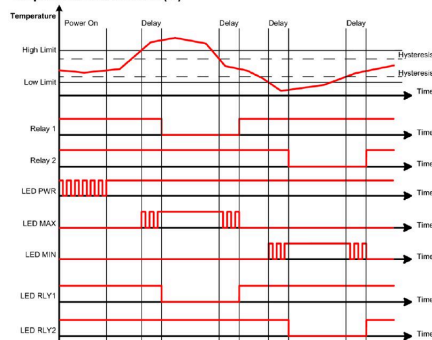 Temperature
Power On Delay Delay Delay Delay
High Limit
Hysteresis
Hysteresis
Low Limit
Time
Relay 1
Time
Relay 2
Time
LED PWR
Time
LED MAX
Time
LED MIN
Time
LED RLY1
Time
LED RLY2
Time